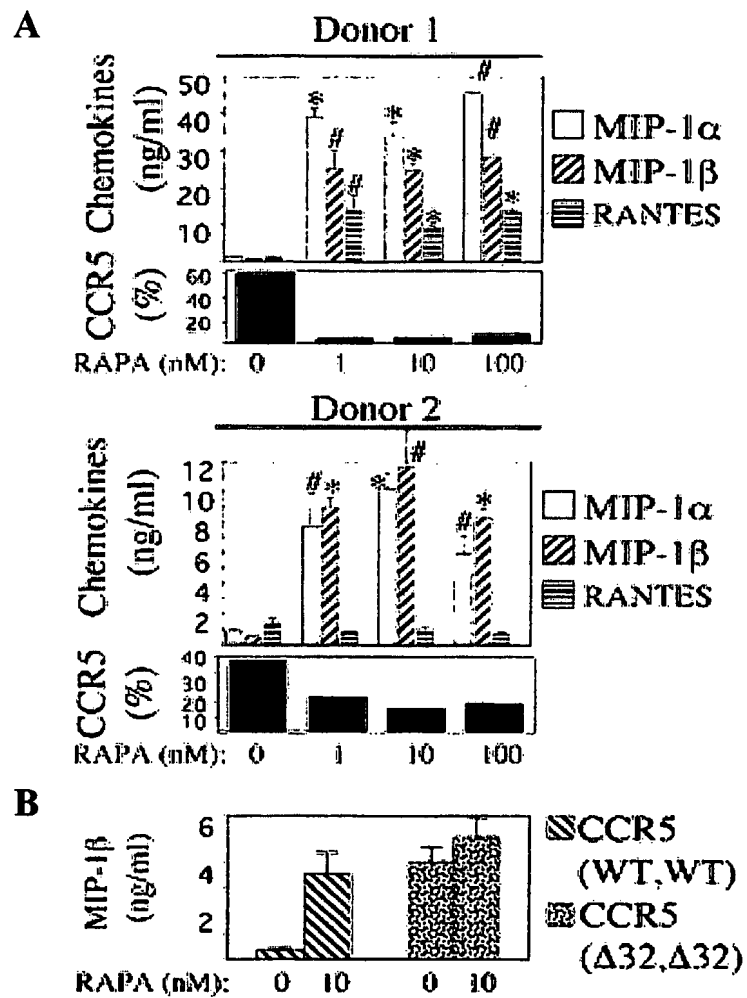 A
Donor 1
Chemokines
(ng/ml)
50
40
30
20
10
* # # * * * # # *
MIP-1α
MIP-1β
RANTES
CCR5
(%)
60
40
20
RAPA (nM): 0 1 10 100
Donor 2
Chemokines
(ng/ml)
12
10
8
6
4
2
# * * # # *
MIP-1α
MIP-1β
RANTES
CCR5
(%)
40
20
10
RAPA (nM): 0 1 10 100
B
MIP-1β
(ng/ml)
6
4
2
CCR5
(WT,WT)
CCR5
(Δ32,Δ32)
RAPA (nM): 0 10 0 10